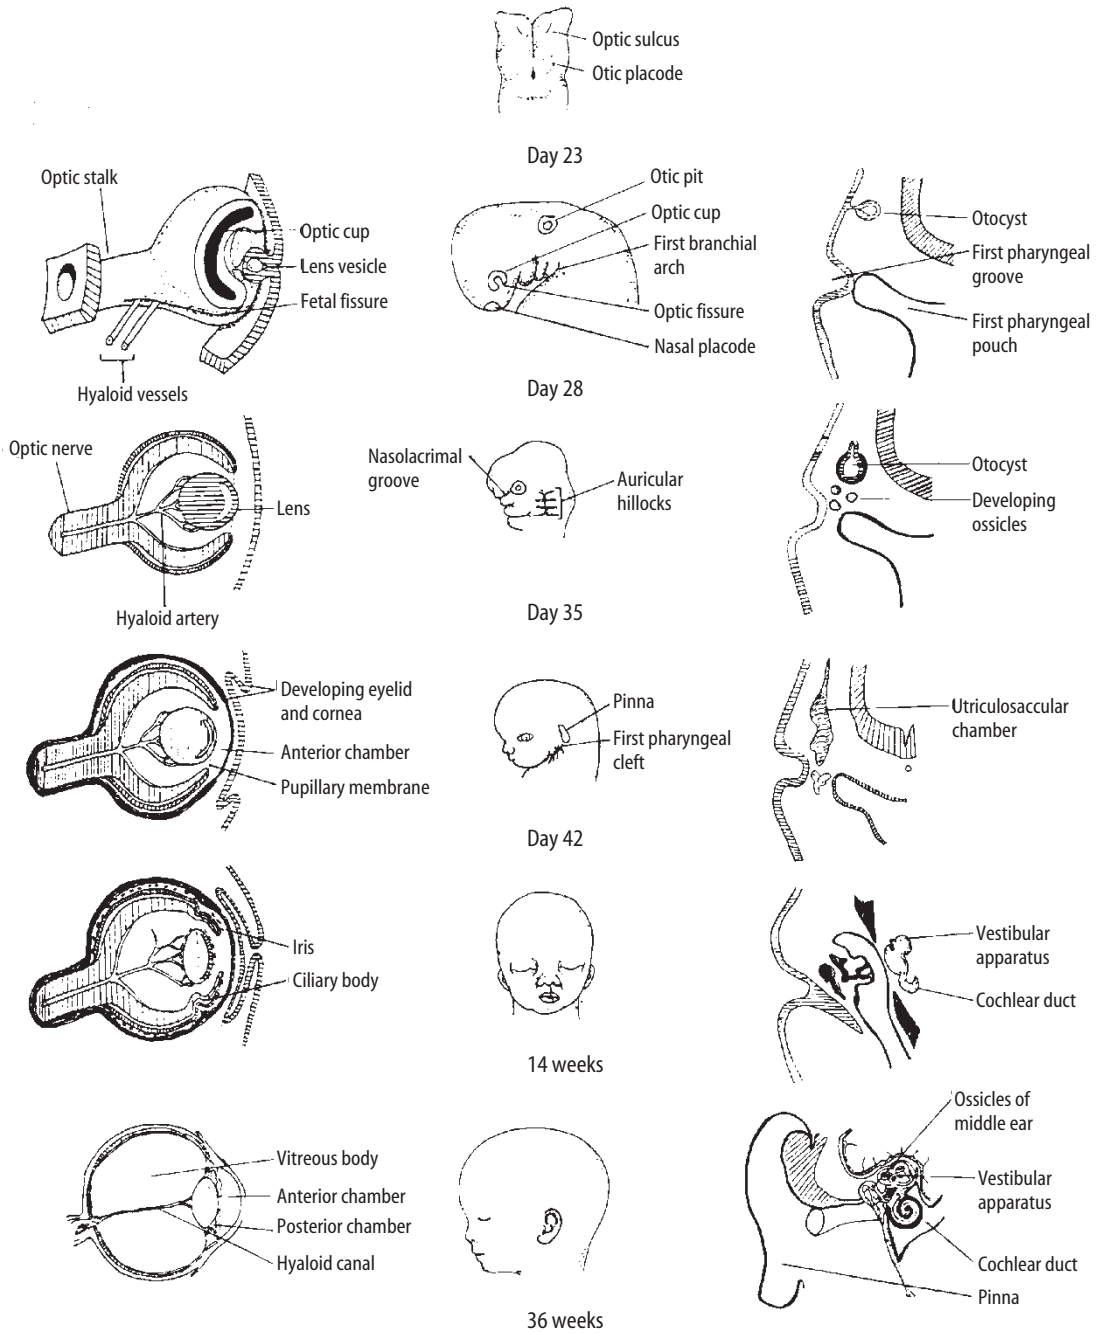 Optic sulcus
Otic placode
Day 23
Optic stalk
Optic cup
Lens vesicle
Fetal fissure
Hyaloid vessels
Otic pit
Optic cup
First branchial
arch
Optic fissure
Nasal placode
Otocyst
First pharyngeal
groove
First pharyngeal
pouch
Day 28
Optic nerve
Lens
Hyaloid artery
Nasolacrimal
groove
Auricular
hillocks
Otocyst
Developing
ossicles
Day 35
Developing eyelid
and cornea
Anterior chamber
Pupillary membrane
Pinna
First pharyngeal
cleft
Utriculosaccular
chamber
Day 42
Iris
Ciliary body
Vestibular
apparatus
Cochlear duct
14 weeks
Vitreous body
Anterior chamber
Posterior chamber
Hyaloid canal
Ossicles of
middle ear
Vestibular
apparatus
Cochlear duct
Pinna
36 weeks